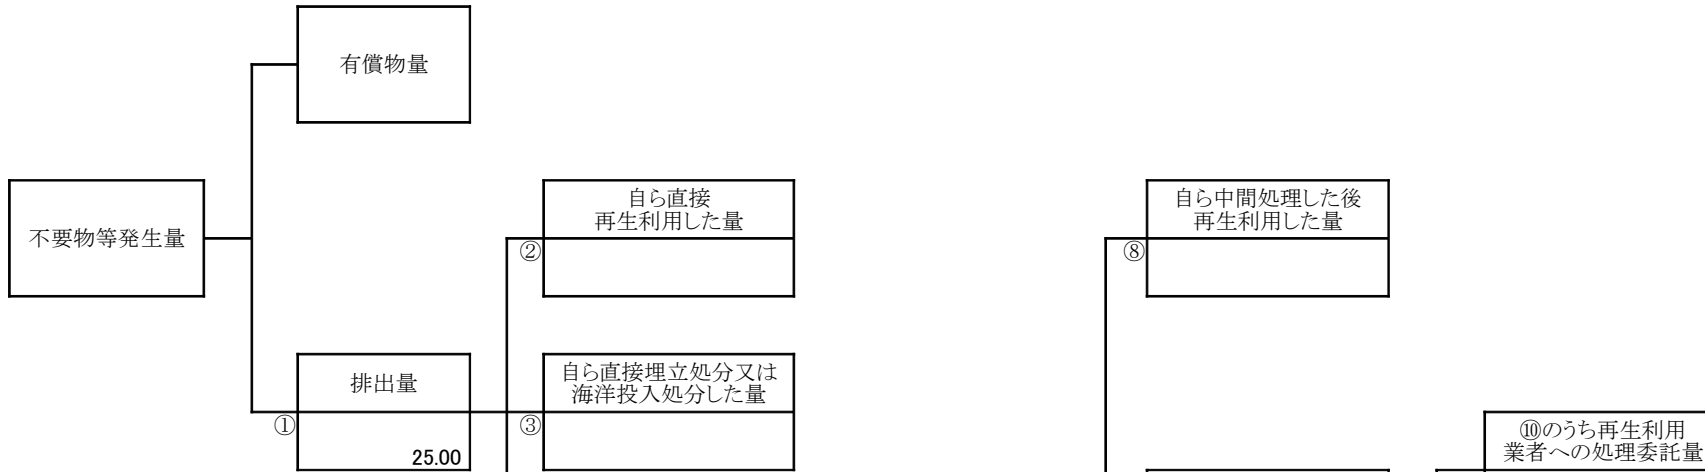 有償物量
不要物等発生量
自ら直接
再生利用した量
②
自ら中間処理した後
再生利用した量
⑧
排出量
①
25.00
自ら直接埋立処分又は
海洋投入処分した量
③
⑩のうち再生利用
業者への処理委託量